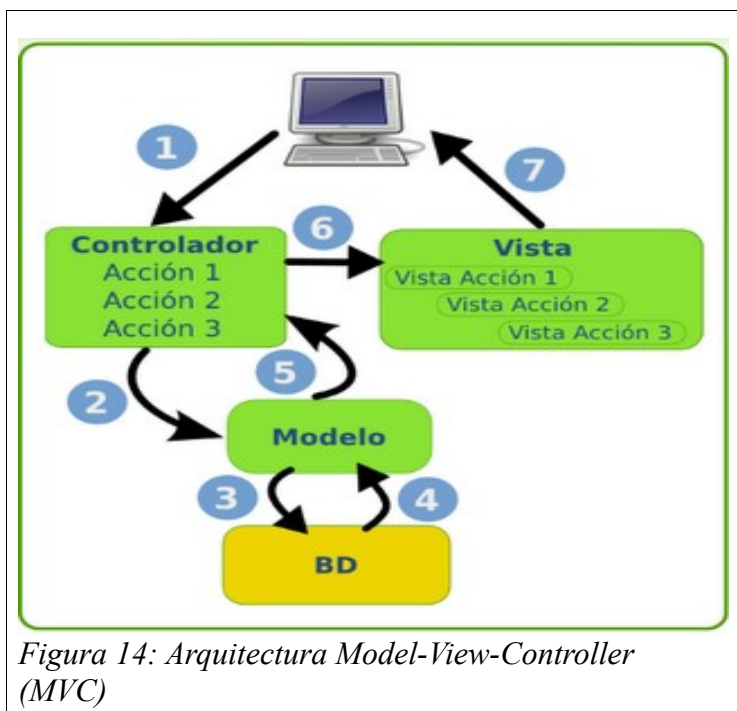 1
7
Controlador
Acción 1
Acción 2
Acción 3
6
Vista
Vista Acción 1
Vista Acción 2
Vista Acción 3
2
5
Modelo
3
4
BD
Figura 14: Arquitectura Model-View-Controller
(MVC)